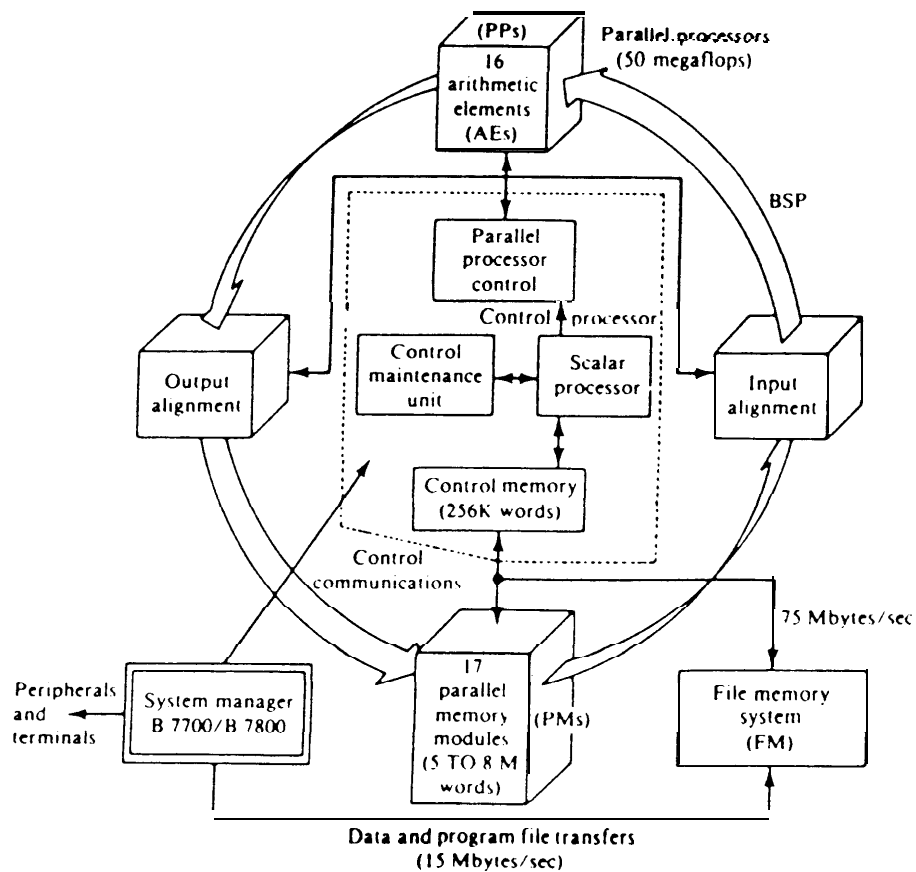 (PPs)
16
arithmetic
elements
(AEs)
Parallel processors
(50 megaflops)
BSP
Parallel
processor
control
Control processor
Control
maintenance
unit
Scalar
processor
Output
alignment
Input
alignment
Control memory
(256K words)
Control
communications
75 Mbytes/sec
17
parallel
memory
modules
(5 TO 8 M
words)
(PMs)
Peripherals
and
terminals
System manager
B 7700/B 7800
File memory
system
(FM)
Data and program file transfers
(15 Mbytes/sec)